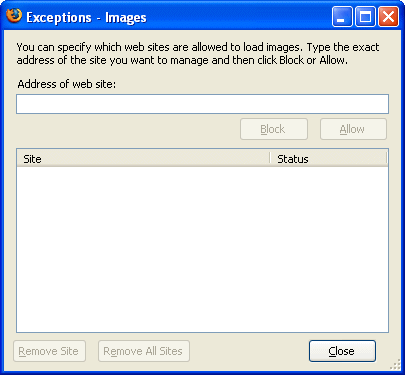 Exceptions - Images
You can specify which web sites are allowed to load images. Type the exact
address of the site you want to manage and then click Block or Allow.
Address of web site:
Block Allow
Site Status
Remove Site Remove All Sites Close